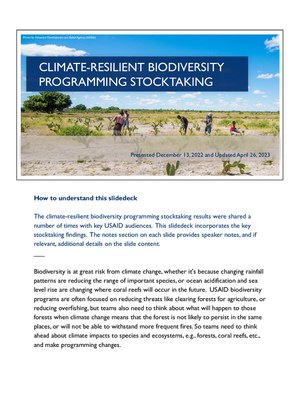 CLIMATE-RESILIENT BIODIVERSITY
PROGRAMMING STOCKTAKING
Presented December 13, 2022 and Updated April 26, 2023
How to understand this slidedeck
The climate-resilient biodiversity programming stocktaking results were shared a
number of times with key USAID audiences. This slidedeck incorporates the key
stocktaking findings. The notes section on each slide provides speaker notes, and if
relevant, additional details on the slide content.
___
Biodiversity is at great risk from climate change, whether it's because changing rainfall
patterns are reducing the range of important species, or ocean acidification and sea
level rise are changing where coral reefs will occur in the future. USAID biodiversity
programs are often focused on reducing threats like clearing forests for agriculture, or
reducing overfishing, but teams also need to think about what will happen to those
forests when climate change means that the forest is not likely to persist in the same
places, or will not be able to withstand more frequent fires. So teams need to think
ahead about climate impacts to species and ecosystems, e.g., forests, coral reefs, etc.,
and make programming changes.